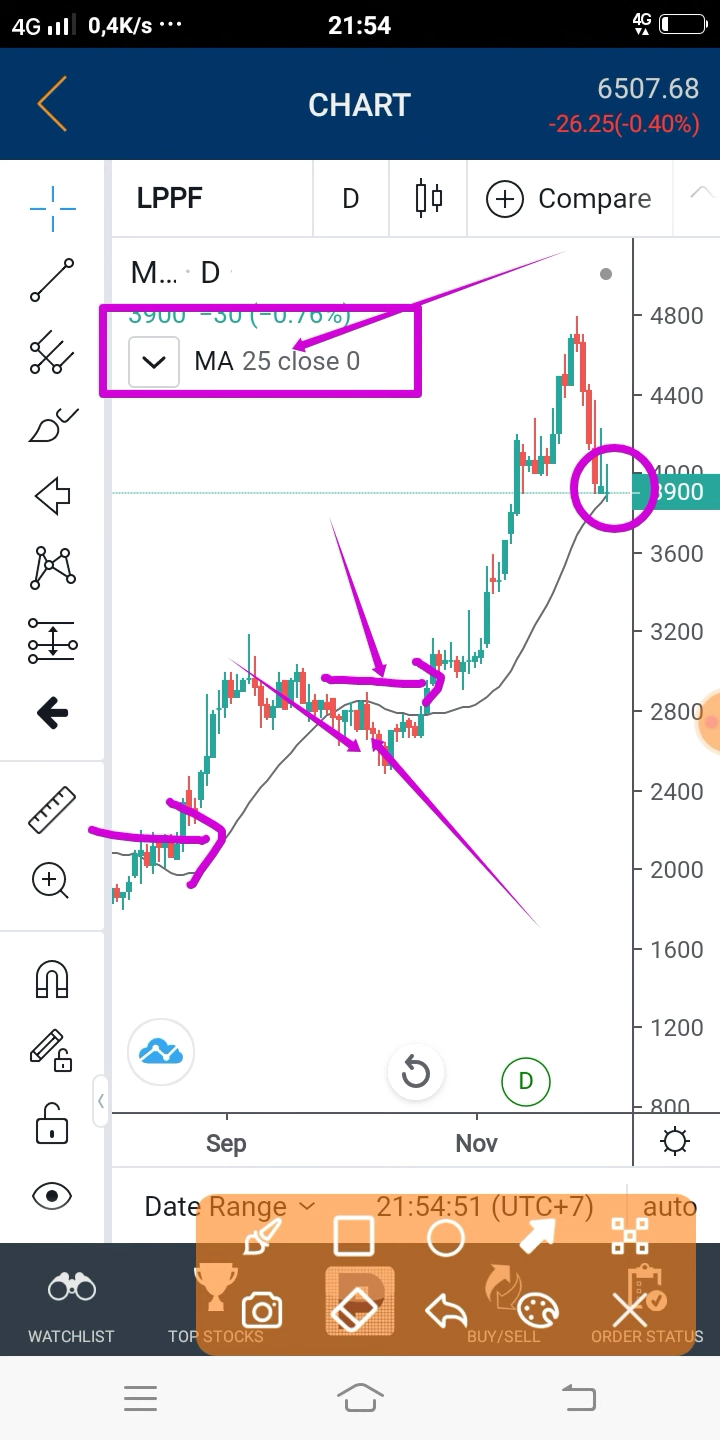 4G 0,4K/s ··· 21:54 4G
CHART
6507.68
-26.25(-0.40%)
LPPF D Compare
M... · D ·
3900 −30 (−0.76%)
MA 25 close 0
4800
4400
4000
3900
3600
3200
2800
2400
2000
1600
1200
800
D
Sep Nov
Date Range 21:54:51 (UTC+7) auto
WATCHLIST TOP STOCKS BUY/SELL ORDER STATUS